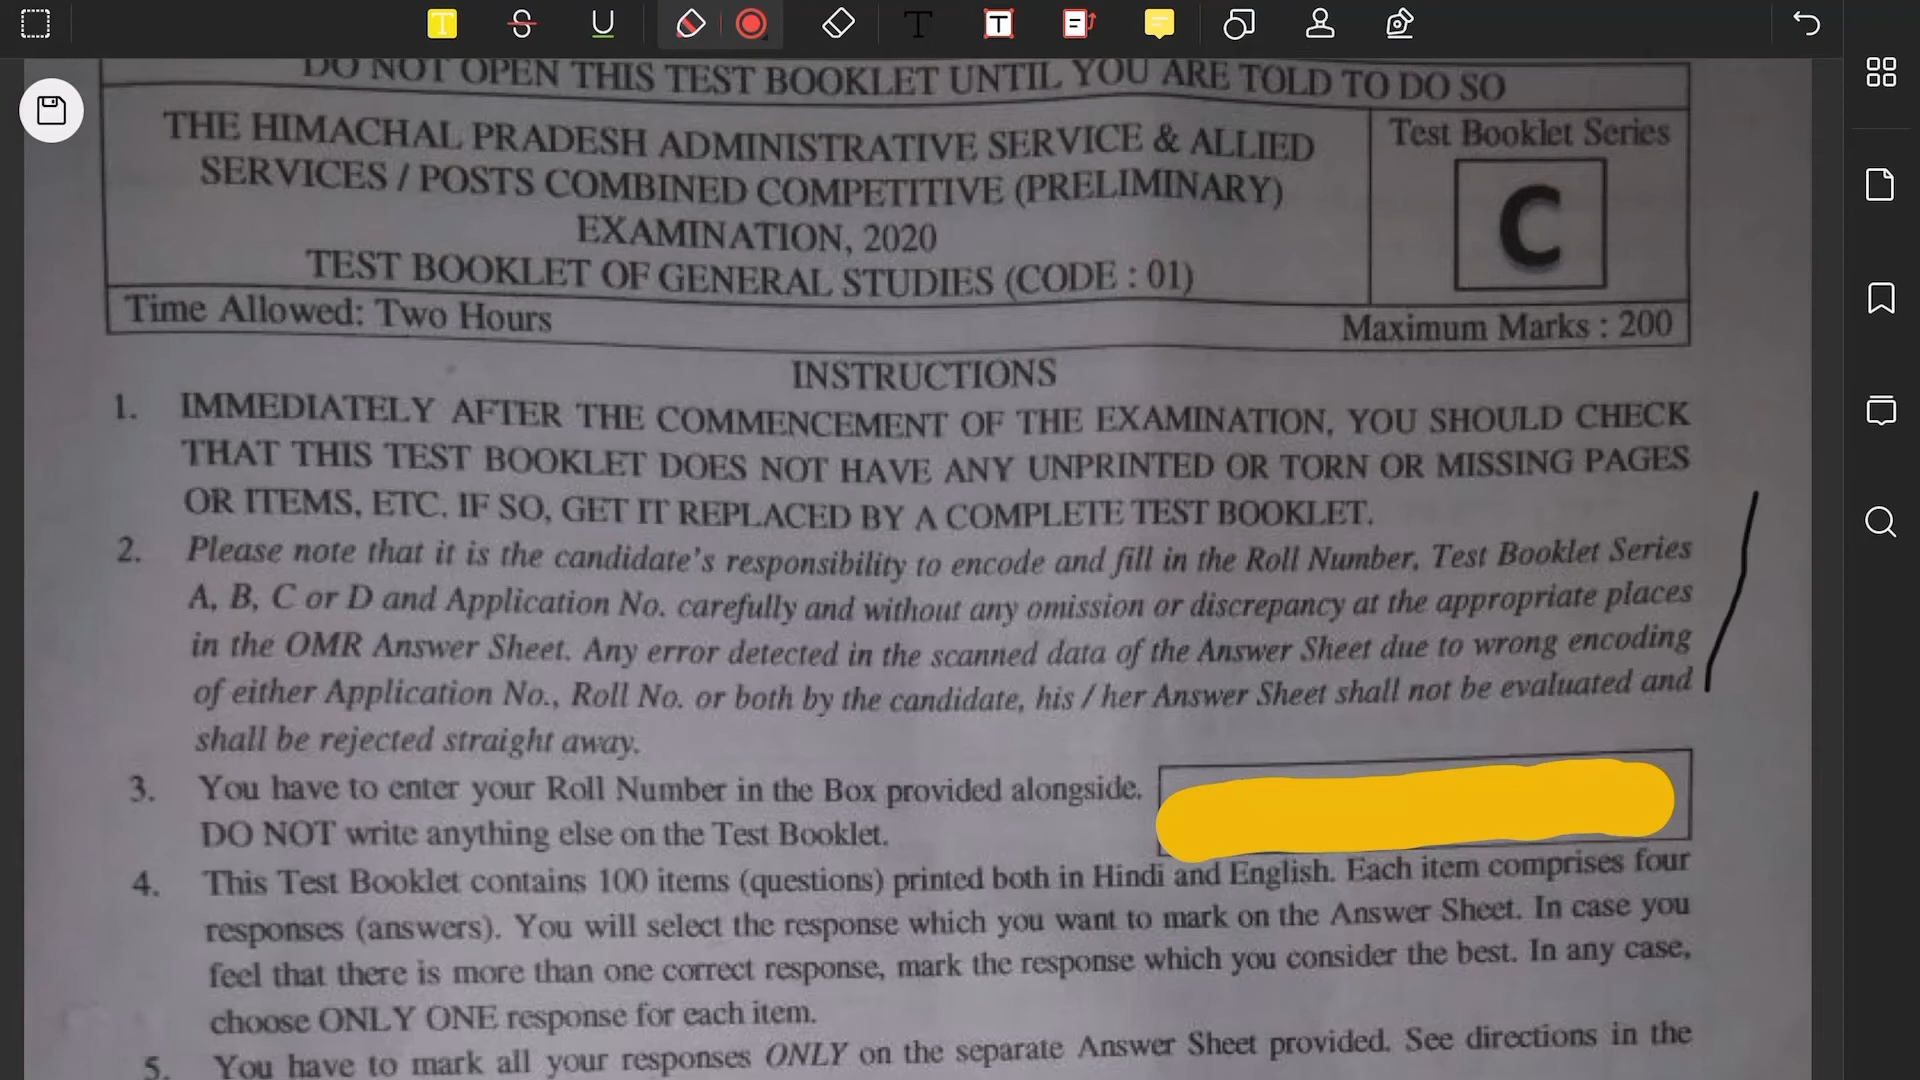 DO NOT OPEN THIS TEST BOOKLET UNTIL YOU ARE TOLD TO DO SO
THE HIMACHAL PRADESH ADMINISTRATIVE SERVICE & ALLIED
SERVICES / POSTS COMBINED COMPETITIVE (PRELIMINARY)
EXAMINATION, 2020
TEST BOOKLET OF GENERAL STUDIES (CODE : 01)
Test Booklet Series
C
Time Allowed: Two Hours
Maximum Marks : 200
INSTRUCTIONS
1. IMMEDIATELY AFTER THE COMMENCEMENT OF THE EXAMINATION, YOU SHOULD CHECK
THAT THIS TEST BOOKLET DOES NOT HAVE ANY UNPRINTED OR TORN OR MISSING PAGES
OR ITEMS, ETC. IF SO, GET IT REPLACED BY A COMPLETE TEST BOOKLET.
2. Please note that it is the candidate's responsibility to encode and fill in the Roll Number, Test Booklet Series
A, B, C or D and Application No. carefully and without any omission or discrepancy at the appropriate places
in the OMR Answer Sheet. Any error detected in the scanned data of the Answer Sheet due to wrong encoding
of either Application No., Roll No. or both by the candidate, his / her Answer Sheet shall not be evaluated and
shall be rejected straight away.
3. You have to enter your Roll Number in the Box provided alongside.
DO NOT write anything else on the Test Booklet.
4. This Test Booklet contains 100 items (questions) printed both in Hindi and English. Each item comprises four
responses (answers). You will select the response which you want to mark on the Answer Sheet. In case you
feel that there is more than one correct response, mark the response which you consider the best. In any case,
choose ONLY ONE response for each item.
5. You have to mark all your responses ONLY on the separate Answer Sheet provided. See directions in the